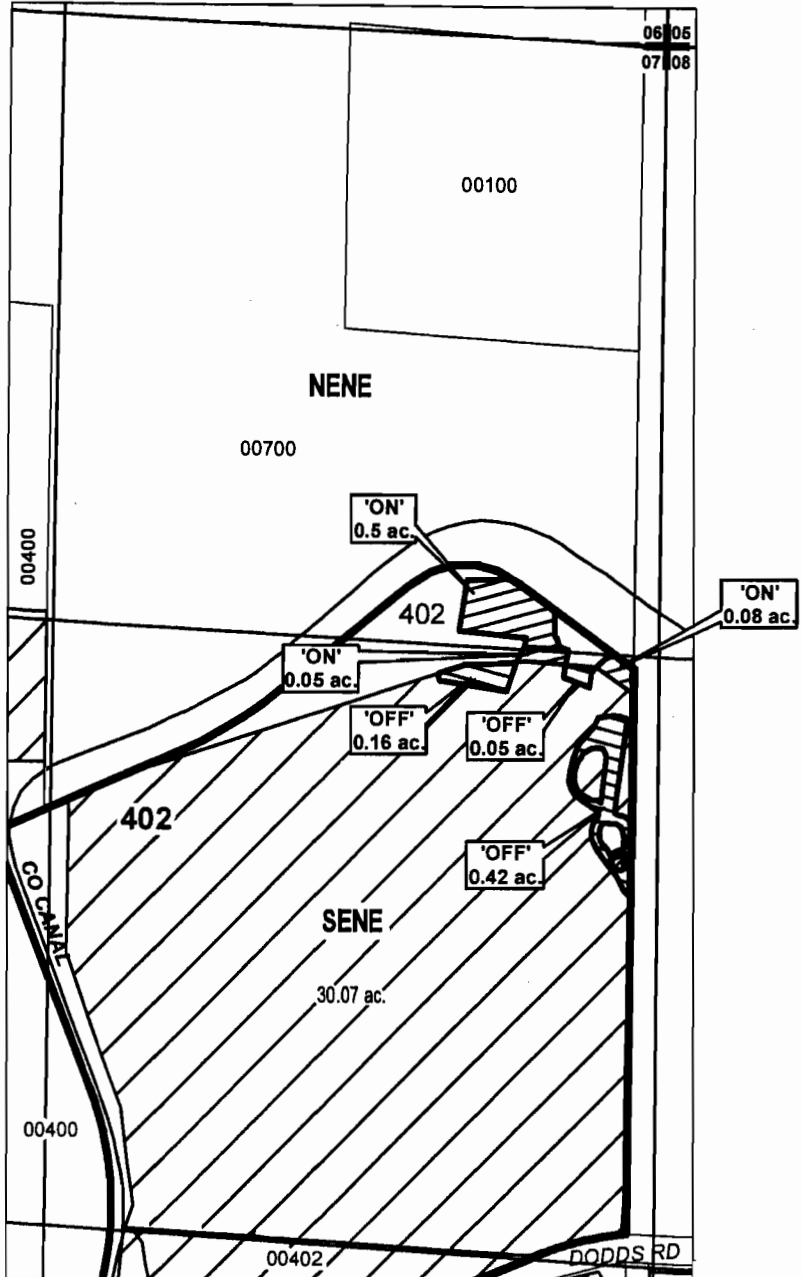 06 05
07 08
00100
NENE
00700
'ON'
0.5 ac.
00400
402
'ON'
0.08 ac.
'ON'
0.05 ac.
'OFF'
0.16 ac.
'OFF'
0.05 ac.
402
'OFF'
0.42 ac.
CO CANAL
SENE
30.07 ac.
00400
00402
DODDS RD